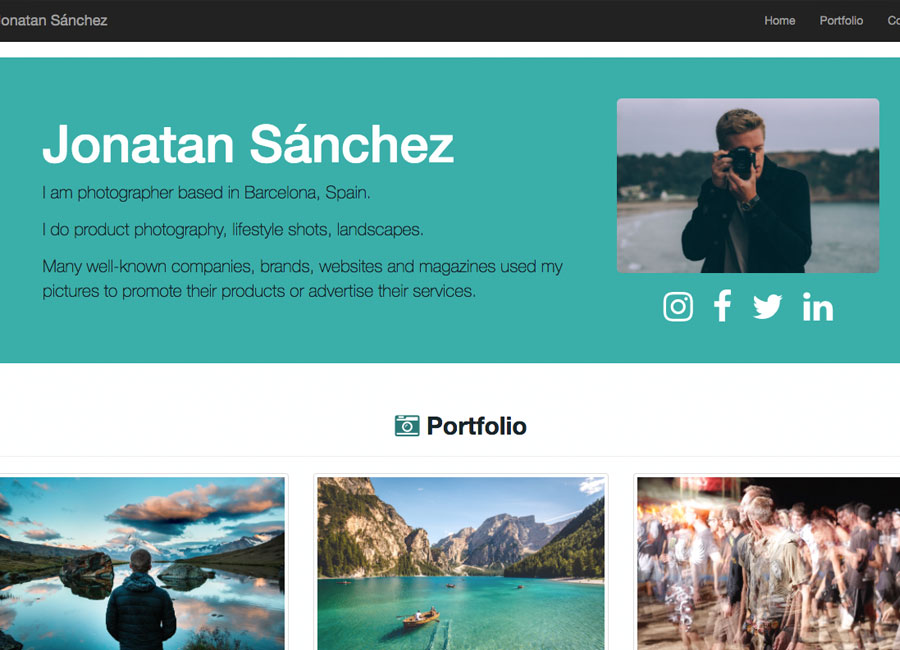 onatan Sánchez Home Portfolio Co
Jonatan Sánchez
I am photographer based in Barcelona, Spain.
I do product photography, lifestyle shots, landscapes.
Many well-known companies, brands, websites and magazines used my
pictures to promote their products or advertise their services.
Portfolio